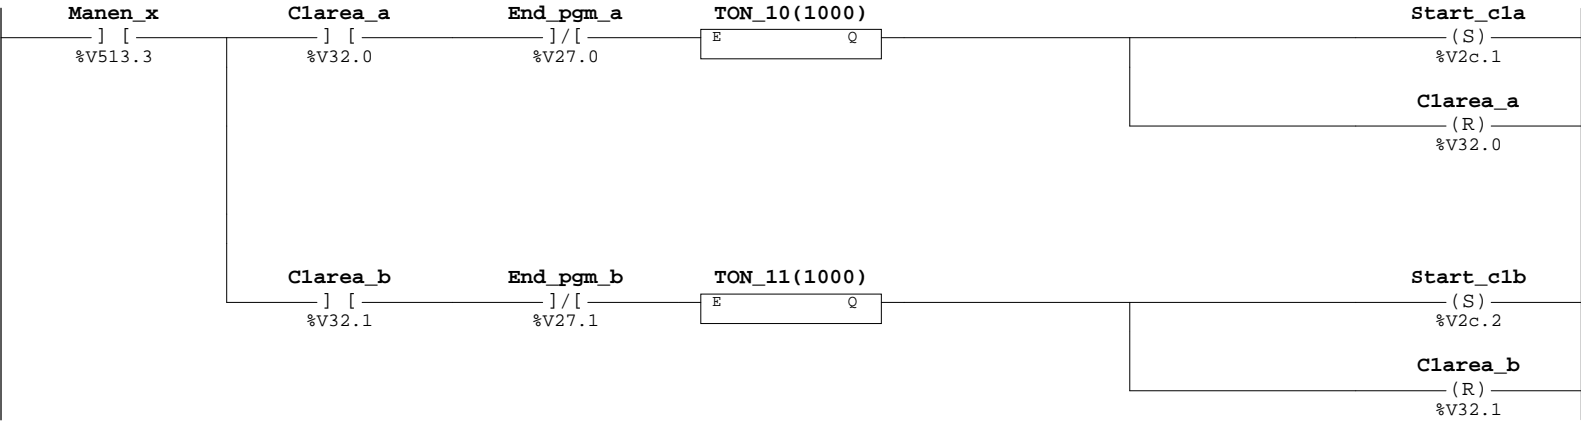 Manen_x C1area_a End_pgm_a TON_10(1000) Start_c1a
] [ ] [ ]/[ E Q (S)
%V513.3 %V32.0 %V27.0 %V2c.1
C1area_a
(R)
%V32.0
C1area_b End_pgm_b TON_11(1000) Start_c1b
] [ ]/[ E Q (S)
%V32.1 %V27.1 %V2c.2
C1area_b
(R)
%V32.1